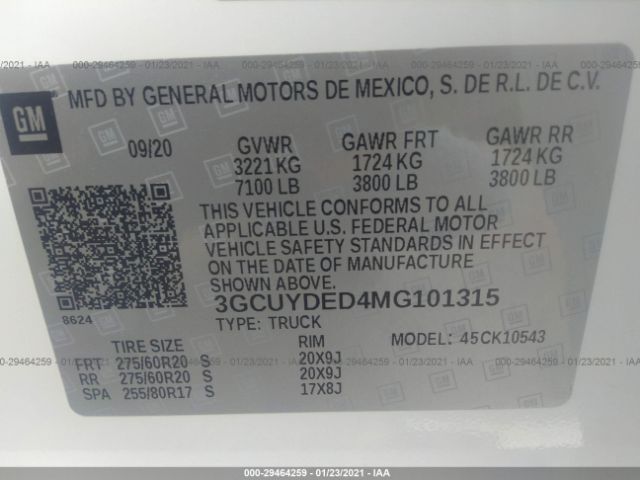 000-29464259 - 01/23/2021 - IAA
GM
MFD BY GENERAL MOTORS DE MEXICO, S. DE R.L. DE C.V.
09/20 GVWR GAWR FRT GAWR RR
3221 KG 1724 KG 1724 KG
7100 LB 3800 LB 3800 LB
THIS VEHICLE CONFORMS TO ALL
APPLICABLE U.S. FEDERAL MOTOR
VEHICLE SAFETY STANDARDS IN EFFECT
ON THE DATE OF MANUFACTURE
SHOWN ABOVE.
8624 3GCUYDED4MG101315
TYPE: TRUCK MODEL: 45CK10543
TIRE SIZE RIM
FRT 275/60R20 S 20X9J
RR 275/60R20 S 20X9J
SPA 255/80R17 S 17X8J
000-29464259 - 01/23/2021 - IAA